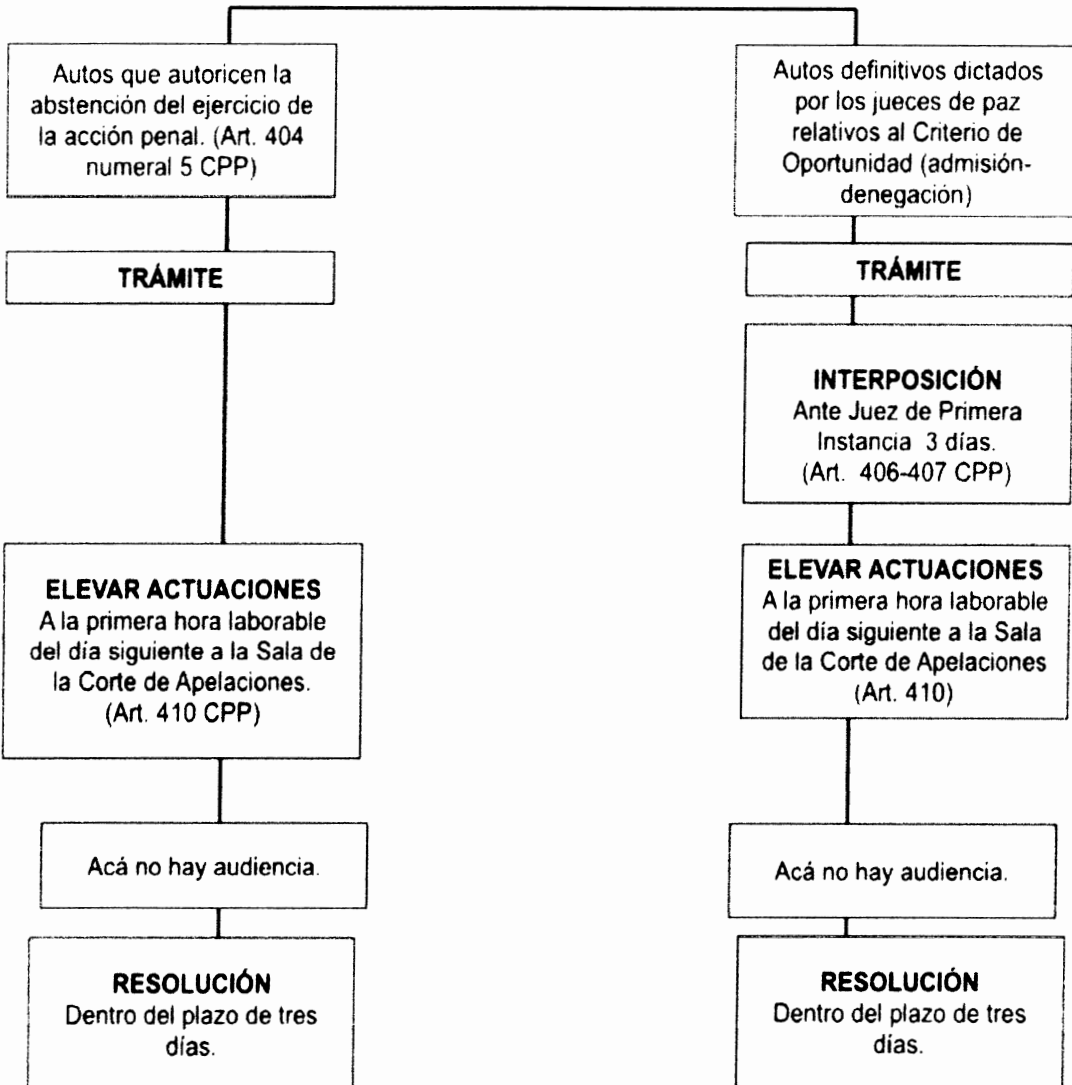 Autos que autoricen la
abstención del ejercicio de
la acción penal. (Art. 404
numeral 5 CPP)
TRÁMITE
ELEVAR ACTUACIONES
A la primera hora laborable
del día siguiente a la Sala de
la Corte de Apelaciones.
(Art. 410 CPP)
Acá no hay audiencia.
RESOLUCIÓN
Dentro del plazo de tres
días.
Autos definitivos dictados
por los jueces de paz
relativos al Criterio de
Oportunidad (admisión-
denegación)
TRÁMITE
INTERPOSICIÓN
Ante Juez de Primera
Instancia 3 días.
(Art. 406-407 CPP)
ELEVAR ACTUACIONES
A la primera hora laborable
del día siguiente a la Sala
de la Corte de Apelaciones
(Art. 410)
Acá no hay audiencia.
RESOLUCIÓN
Dentro del plazo de tres
días.